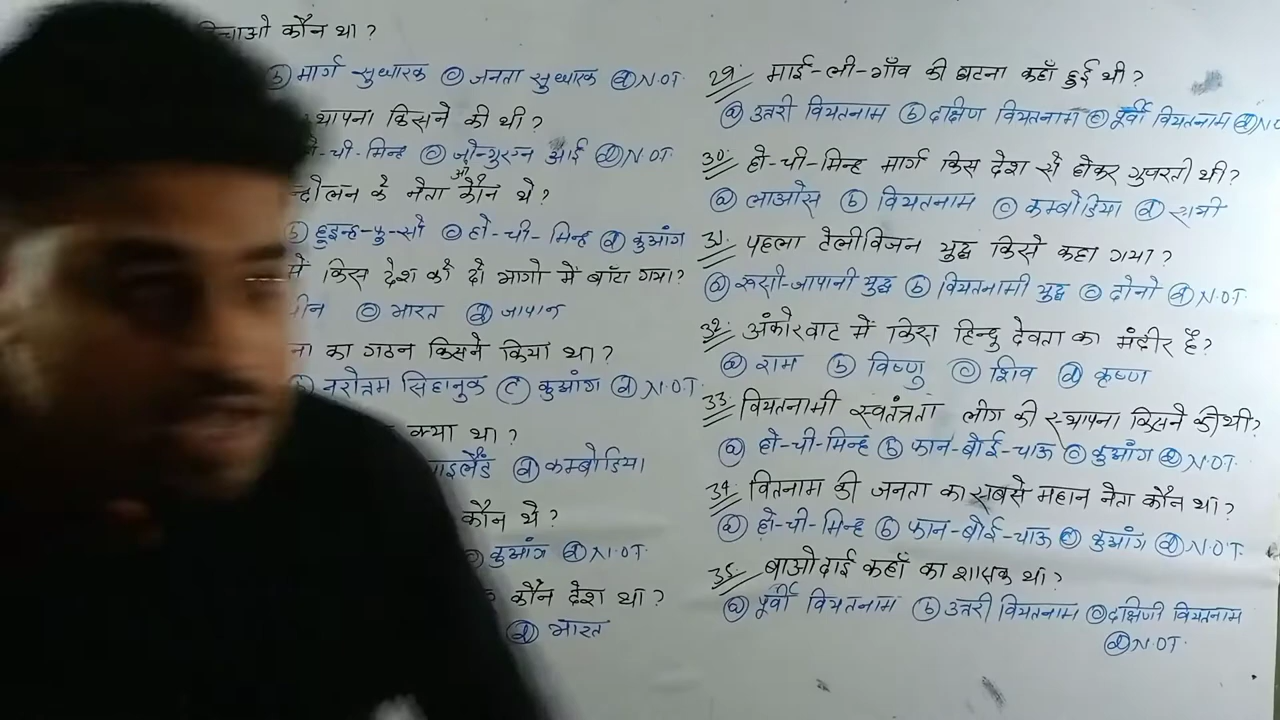 कौन था?
ⓑ मार्ग सुधारक ⓒ जनता सुधारक ⓓ N.O.T.
किसने की थी?
ची-मिन्ह ⓒ आई ⓓ N.O.T.
के नेता कौन थे?
ⓑ हुइन्ह-फु-सो ⓒ हो-ची-मिन्ह ⓓ कुआंग
में किस देश को दो भागो में बाँटा गया?
ⓒ भारत ⓓ जापान
का गठन किसने किया था?
नरोत्तम सिहानुक ⓒ कुआंग ⓓ N.O.T.
क्या था?
ⓓ कम्बोडिया
कौन थे?
ⓒ कुआंग ⓓ N.O.T.
कौन देश था?
ⓓ भारत
29. माई-ली-गाँव की घटना कहाँ हुई थी?
ⓐ उत्तरी वियतनाम ⓑ दक्षिण वियतनाम ⓒ पूर्वी वियतनाम ⓓ
30. हो-ची-मिन्ह मार्ग किस देश से होकर गुजरती थी?
ⓐ लाओस ⓑ वियतनाम ⓒ कम्बोडिया ⓓ सभी
31. पहला टेलीविजन युद्ध किसे कहा गया?
ⓐ रूसी-जापानी युद्ध ⓑ वियतनामी युद्ध ⓒ दोनो ⓓ N.O.T.
32. अंकोरवाट में किस हिन्दु देवता का मंदीर है?
ⓐ राम ⓑ विष्णु ⓒ शिव ⓓ कृष्ण
33. वियतनामी स्वतंत्रता लीग की स्थापना किसने की थी?
ⓐ हो-ची-मिन्ह ⓑ फान-बोई-चाऊ ⓒ कुआंग ⓓ N.O.T.
34. वितनाम की जनता का सबसे महान नेता कौन था?
ⓐ हो-ची-मिन्ह ⓑ फान-बोई-चाऊ ⓒ कुआंग ⓓ N.O.T.
35. बाओदाई कहाँ का शासक था?
ⓐ पूर्वी वियतनाम ⓑ उत्तरी वियतनाम ⓒ दक्षिणी वियतनाम
ⓓ N.O.T.